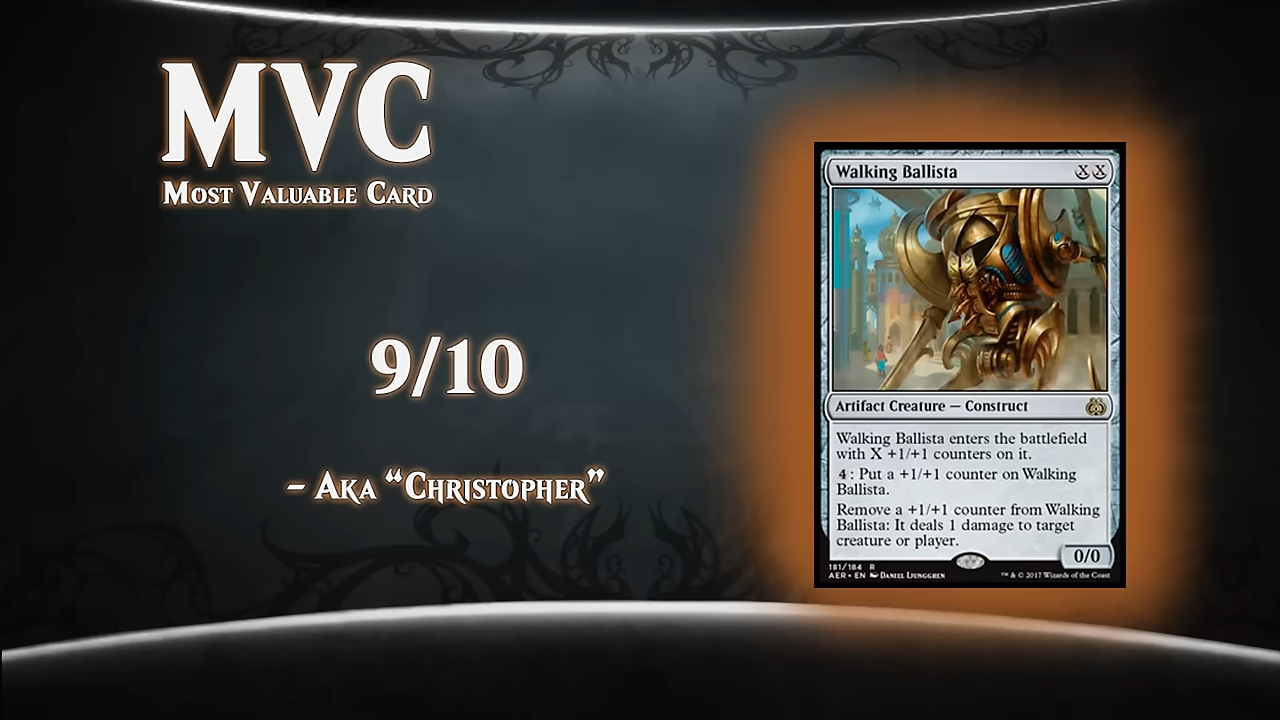 MVC
Most Valuable Card
9/10
– Aka “Christopher”
Walking Ballista XX
Artifact Creature — Construct
Walking Ballista enters the battlefield
with X +1/+1 counters on it.
4: Put a +1/+1 counter on Walking
Ballista.
Remove a +1/+1 counter from Walking
Ballista: It deals 1 damage to target
creature or player.
0/0
181/184 R
AER • EN Daniel Ljunggren
™ & © 2017 Wizards of the Coast